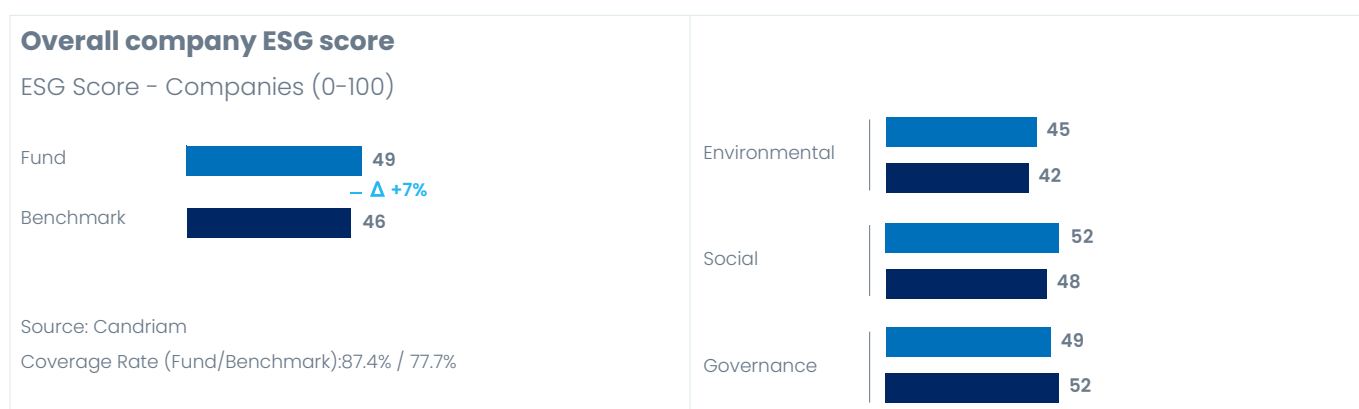 Overall company ESG score
ESG Score - Companies (0-100)
Fund
49
Δ +7%
Benchmark
46
Source: Candriam
Coverage Rate (Fund/Benchmark):87.4% / 77.7%
Environmental
45
42
Social
52
48
Governance
49
52